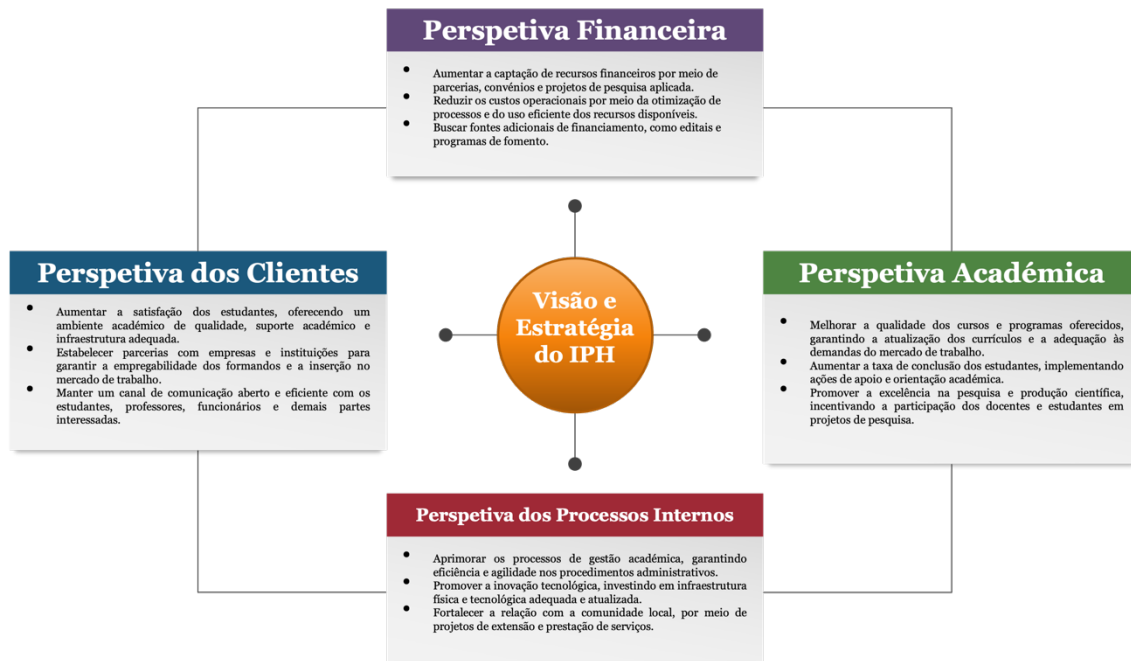 Perspetiva Financeira
• Aumentar a captação de recursos financeiros por meio de
parcerias, convénios e projetos de pesquisa aplicada.
• Reduzir os custos operacionais por meio da otimização de
processos e do uso eficiente dos recursos disponíveis.
• Buscar fontes adicionais de financiamento, como editais e
programas de fomento.
Perspetiva dos Clientes
• Aumentar a satisfação dos estudantes, oferecendo um
ambiente académico de qualidade, suporte académico e
infraestrutura adequada.
• Estabelecer parcerias com empresas e instituições para
garantir a empregabilidade dos formandos e a inserção no
mercado de trabalho.
• Manter um canal de comunicação aberto e eficiente com os
estudantes, professores, funcionários e demais partes
interessadas.
Visão e
Estratégia
do IPH
Perspetiva Académica
• Melhorar a qualidade dos cursos e programas oferecidos,
garantindo a atualização dos currículos e a adequação às
demandas do mercado de trabalho.
• Aumentar a taxa de conclusão dos estudantes, implementando
ações de apoio e orientação académica.
• Promover a excelência na pesquisa e produção científica,
incentivando a participação dos docentes e estudantes em
projetos de pesquisa.
Perspetiva dos Processos Internos
• Aprimorar os processos de gestão académica, garantindo
eficiência e agilidade nos procedimentos administrativos.
• Promover a inovação tecnológica, investindo em infraestrutura
física e tecnológica adequada e atualizada.
• Fortalecer a relação com a comunidade local, por meio de
projetos de extensão e prestação de serviços.